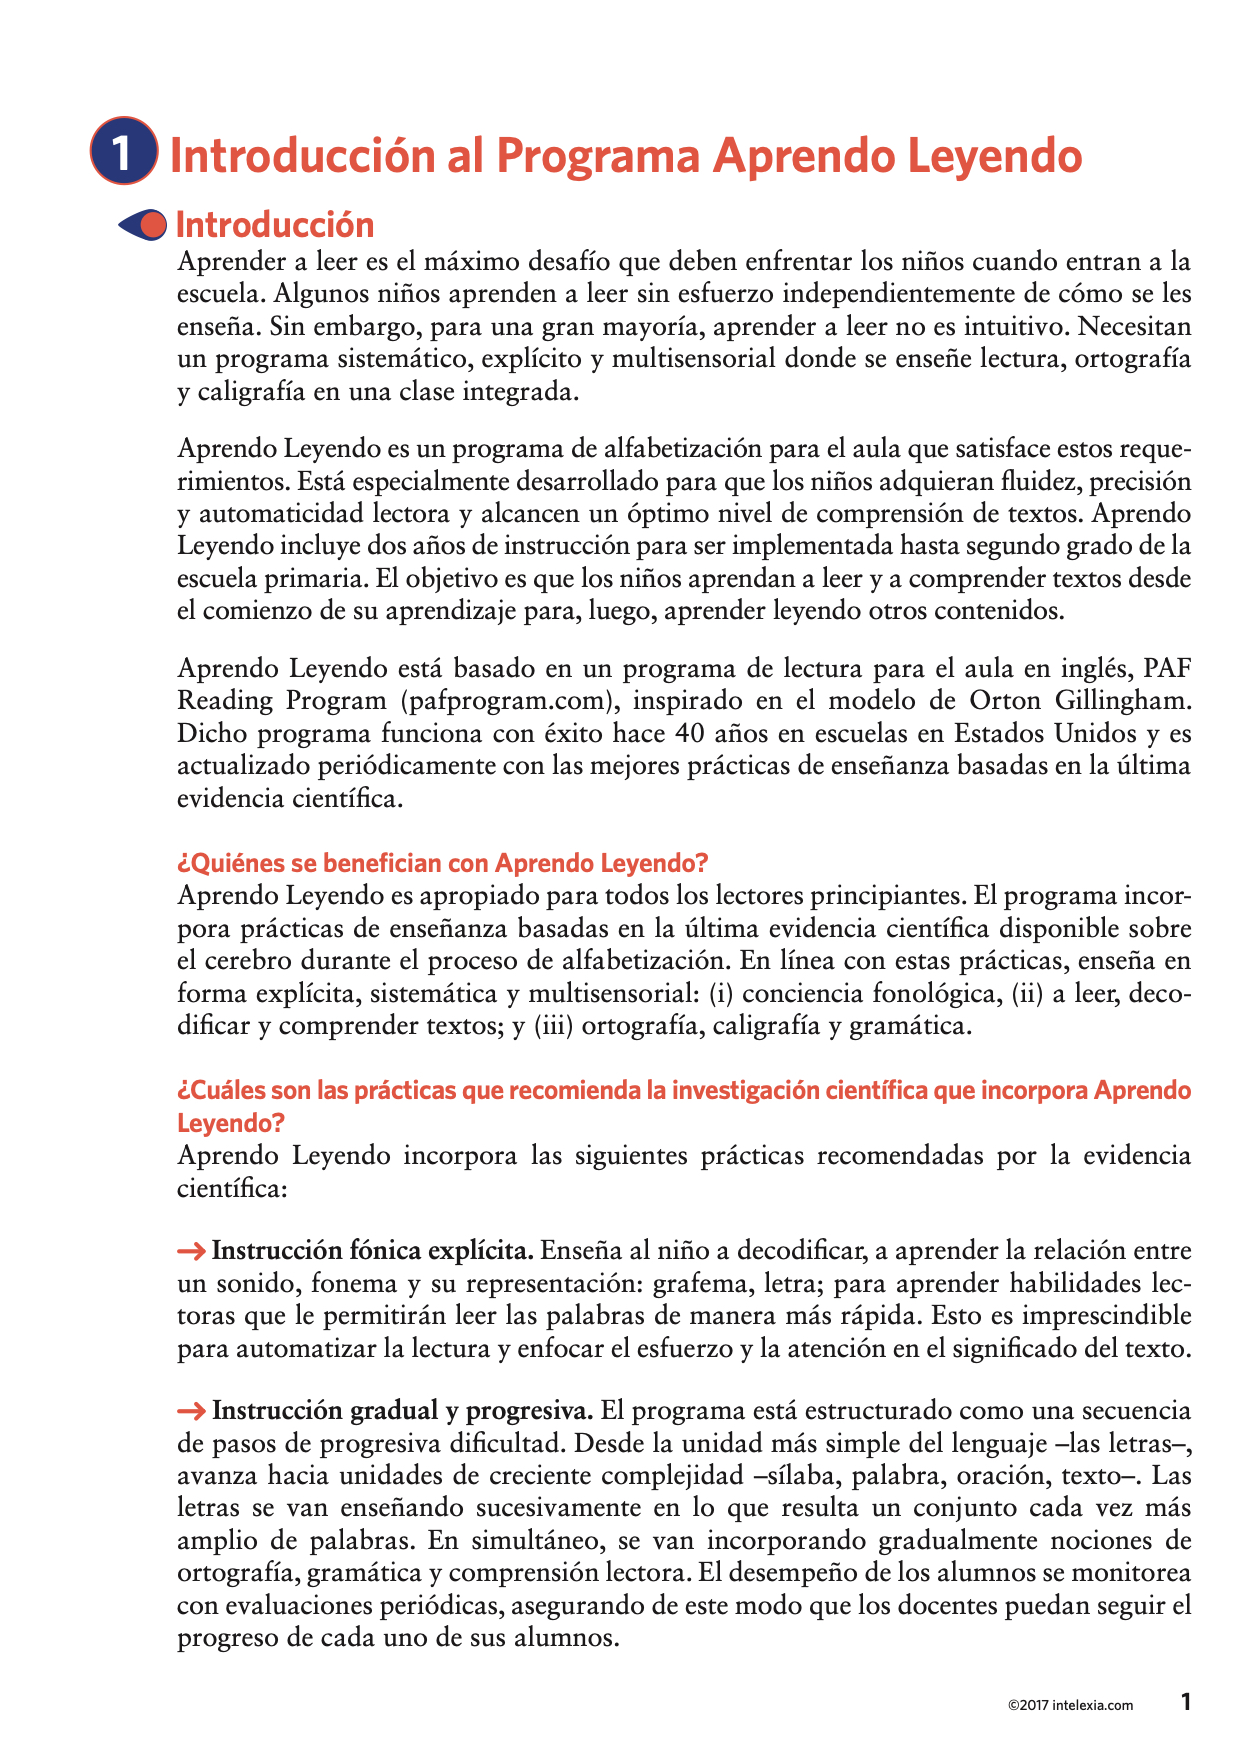 1 Introducción al Programa Aprendo Leyendo
Introducción
Aprender a leer es el máximo desafío que deben enfrentar los niños cuando entran a la
escuela. Algunos niños aprenden a leer sin esfuerzo independientemente de cómo se les
enseña. Sin embargo, para una gran mayoría, aprender a leer no es intuitivo. Necesitan
un programa sistemático, explícito y multisensorial donde se enseñe lectura, ortografía
y caligrafía en una clase integrada.
Aprendo Leyendo es un programa de alfabetización para el aula que satisface estos reque-
rimientos. Está especialmente desarrollado para que los niños adquieran fluidez, precisión
y automaticidad lectora y alcancen un óptimo nivel de comprensión de textos. Aprendo
Leyendo incluye dos años de instrucción para ser implementada hasta segundo grado de la
escuela primaria. El objetivo es que los niños aprendan a leer y a comprender textos desde
el comienzo de su aprendizaje para, luego, aprender leyendo otros contenidos.
Aprendo Leyendo está basado en un programa de lectura para el aula en inglés, PAF
Reading Program (pafprogram.com), inspirado en el modelo de Orton Gillingham.
Dicho programa funciona con éxito hace 40 años en escuelas en Estados Unidos y es
actualizado periódicamente con las mejores prácticas de enseñanza basadas en la última
evidencia científica.
¿Quiénes se benefician con Aprendo Leyendo?
Aprendo Leyendo es apropiado para todos los lectores principiantes. El programa incor-
pora prácticas de enseñanza basadas en la última evidencia científica disponible sobre
el cerebro durante el proceso de alfabetización. En línea con estas prácticas, enseña en
forma explícita, sistemática y multisensorial: (i) conciencia fonológica, (ii) a leer, deco-
dificar y comprender textos; y (iii) ortografía, caligrafía y gramática.
¿Cuáles son las prácticas que recomienda la investigación científica que incorpora Aprendo
Leyendo?
Aprendo Leyendo incorpora las siguientes prácticas recomendadas por la evidencia
científica:
→ Instrucción fónica explícita. Enseña al niño a decodificar, a aprender la relación entre
un sonido, fonema y su representación: grafema, letra; para aprender habilidades lec-
toras que le permitirán leer las palabras de manera más rápida. Esto es imprescindible
para automatizar la lectura y enfocar el esfuerzo y la atención en el significado del texto.
→ Instrucción gradual y progresiva. El programa está estructurado como una secuencia
de pasos de progresiva dificultad. Desde la unidad más simple del lenguaje –las letras–,
avanza hacia unidades de creciente complejidad –sílaba, palabra, oración, texto–. Las
letras se van enseñando sucesivamente en lo que resulta un conjunto cada vez más
amplio de palabras. En simultáneo, se van incorporando gradualmente nociones de
ortografía, gramática y comprensión lectora. El desempeño de los alumnos se monitorea
con evaluaciones periódicas, asegurando de este modo que los docentes puedan seguir el
progreso de cada uno de sus alumnos.
©2017 intelexia.com 1